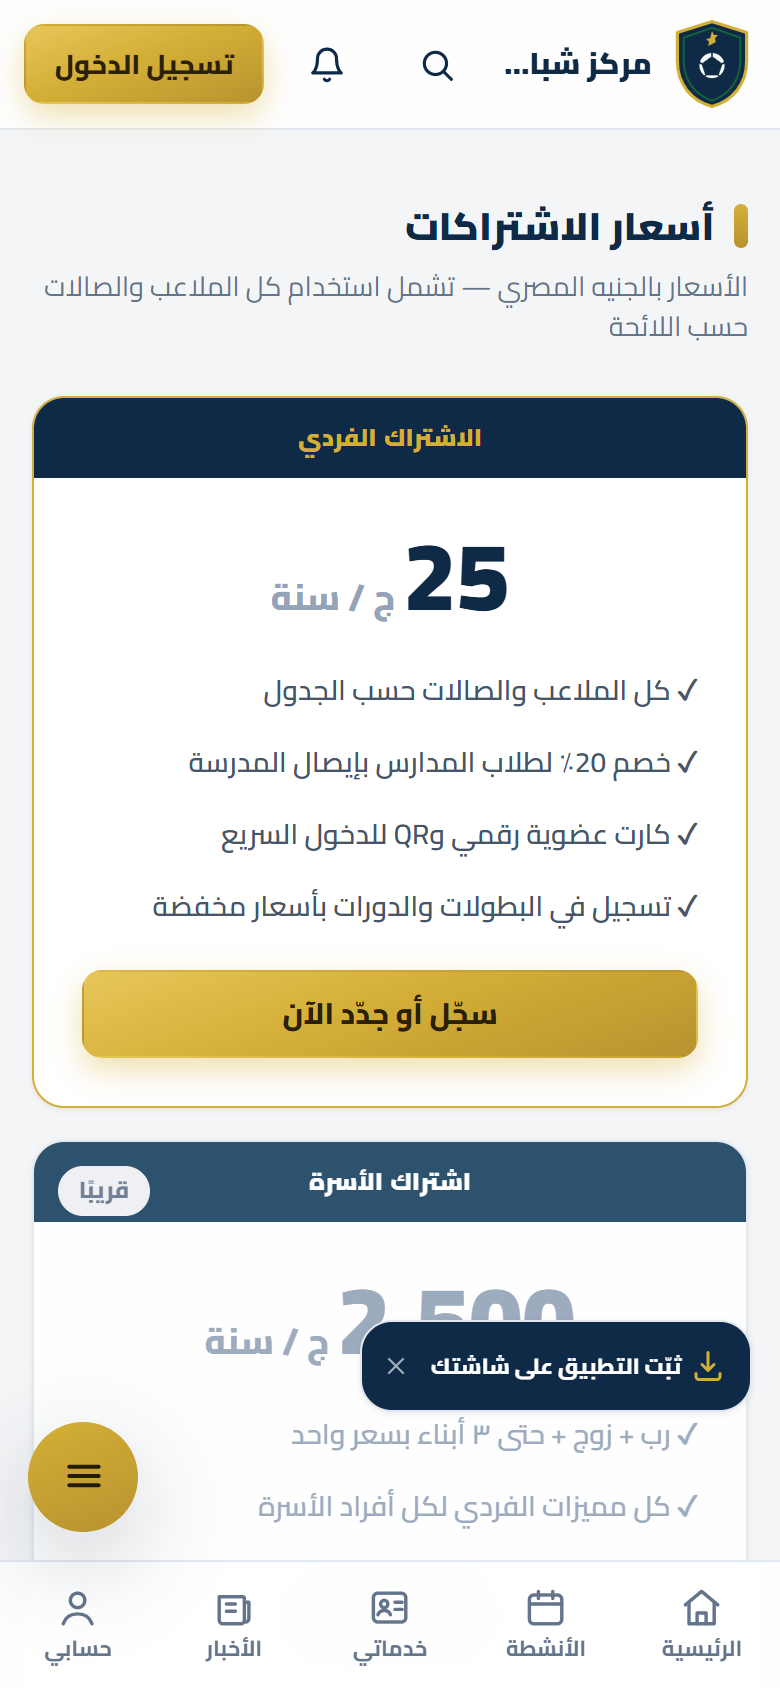 مركز شبا...
تسجيل الدخول
أسعار الاشتراكات
الأسعار بالجنيه المصري — تشمل استخدام كل الملاعب والصالات
حسب اللائحة
الاشتراك الفردي
25 ج / سنة
✓ كل الملاعب والصالات حسب الجدول
✓ خصم 20٪ لطلاب المدارس بإيصال المدرسة
✓ كارت عضوية رقمي وQR للدخول السريع
✓ تسجيل في البطولات والدورات بأسعار مخفضة
سجّل أو جدّد الآن
اشتراك الأسرة
قريبًا
ج / سنة
ثبّت التطبيق على شاشتك
✓ رب + زوج + حتى ٣ أبناء بسعر واحد
✓ كل مميزات الفردي لكل أفراد الأسرة
الرئيسية
الأنشطة
خدماتي
الأخبار
حسابي